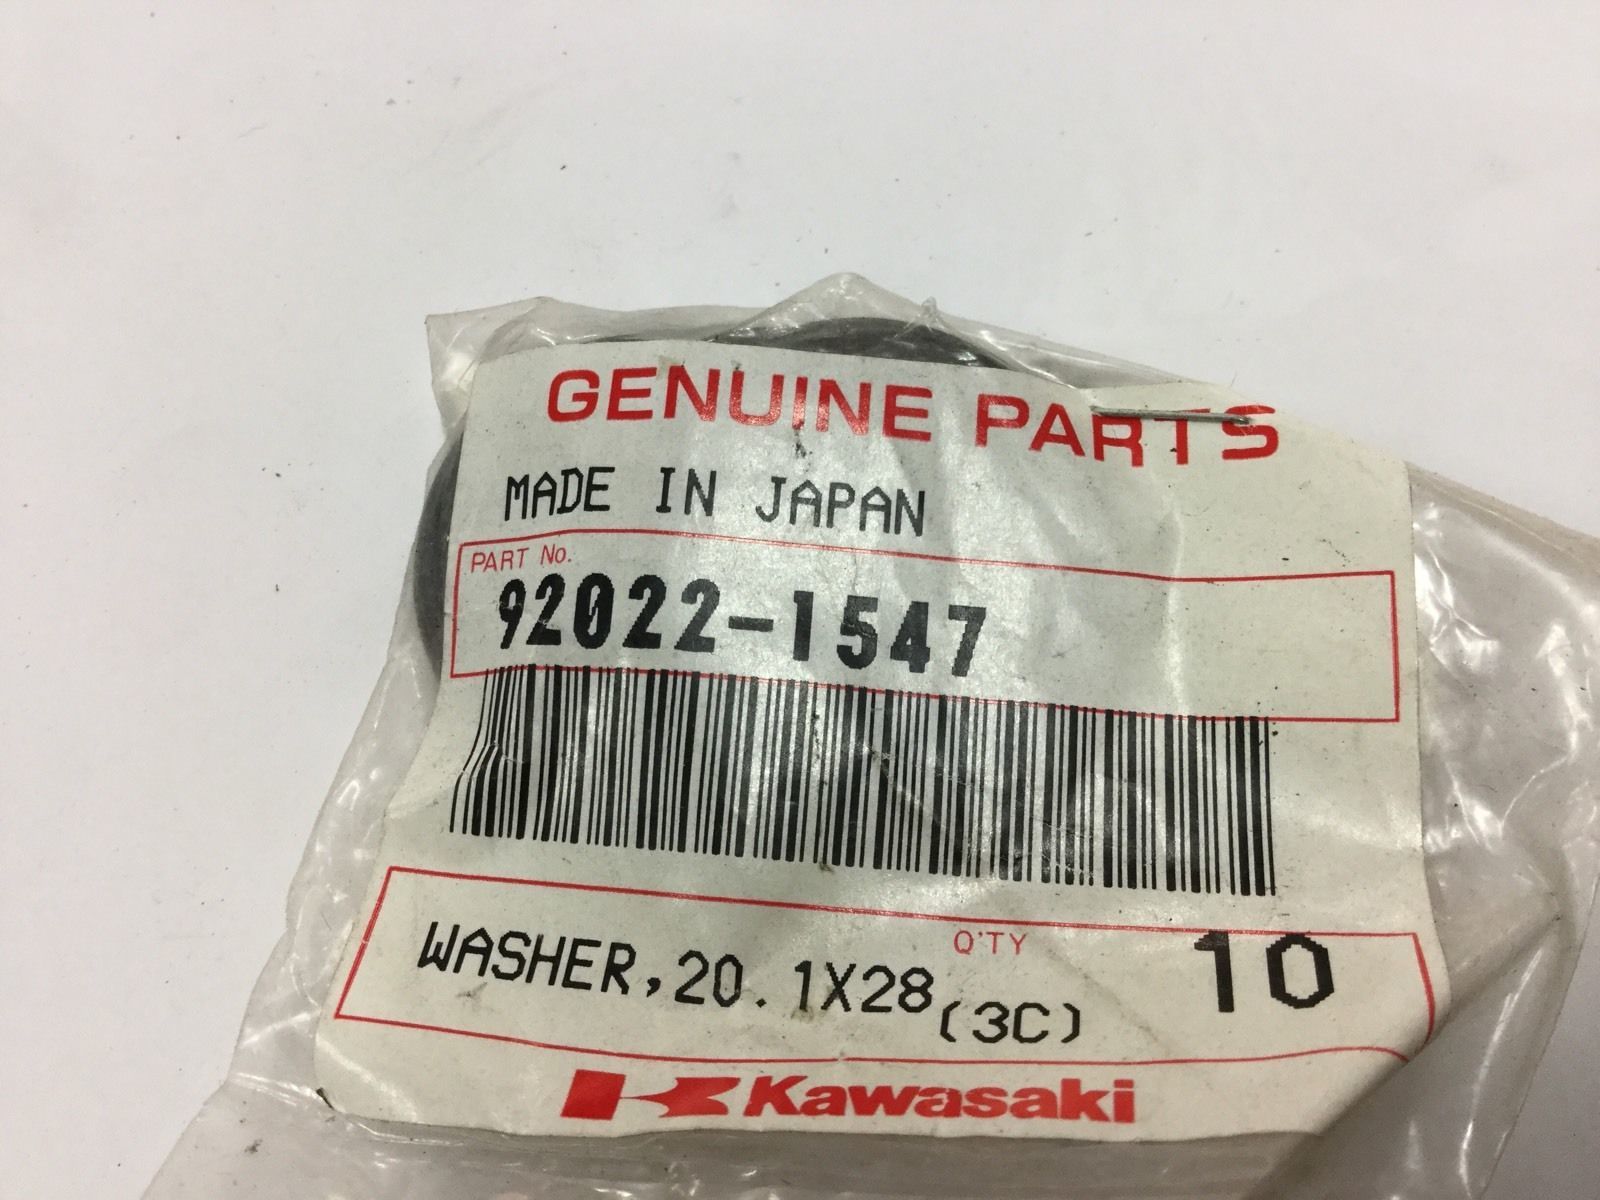 GENUINE PARTS
MADE IN JAPAN
PART No.
92022-1547
Q'TY
WASHER,20.1X28(3C) 10
Kawasaki